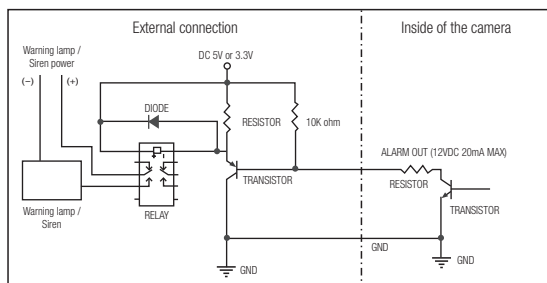 External connection
Inside of the camera
Warning lamp /
Siren power
(−)
(+)
DC 5V or 3.3V
DIODE
RESISTOR
10K ohm
ALARM OUT (12VDC 20mA MAX)
RESISTOR
TRANSISTOR
TRANSISTOR
Warning lamp /
Siren
RELAY
GND
GND
GND